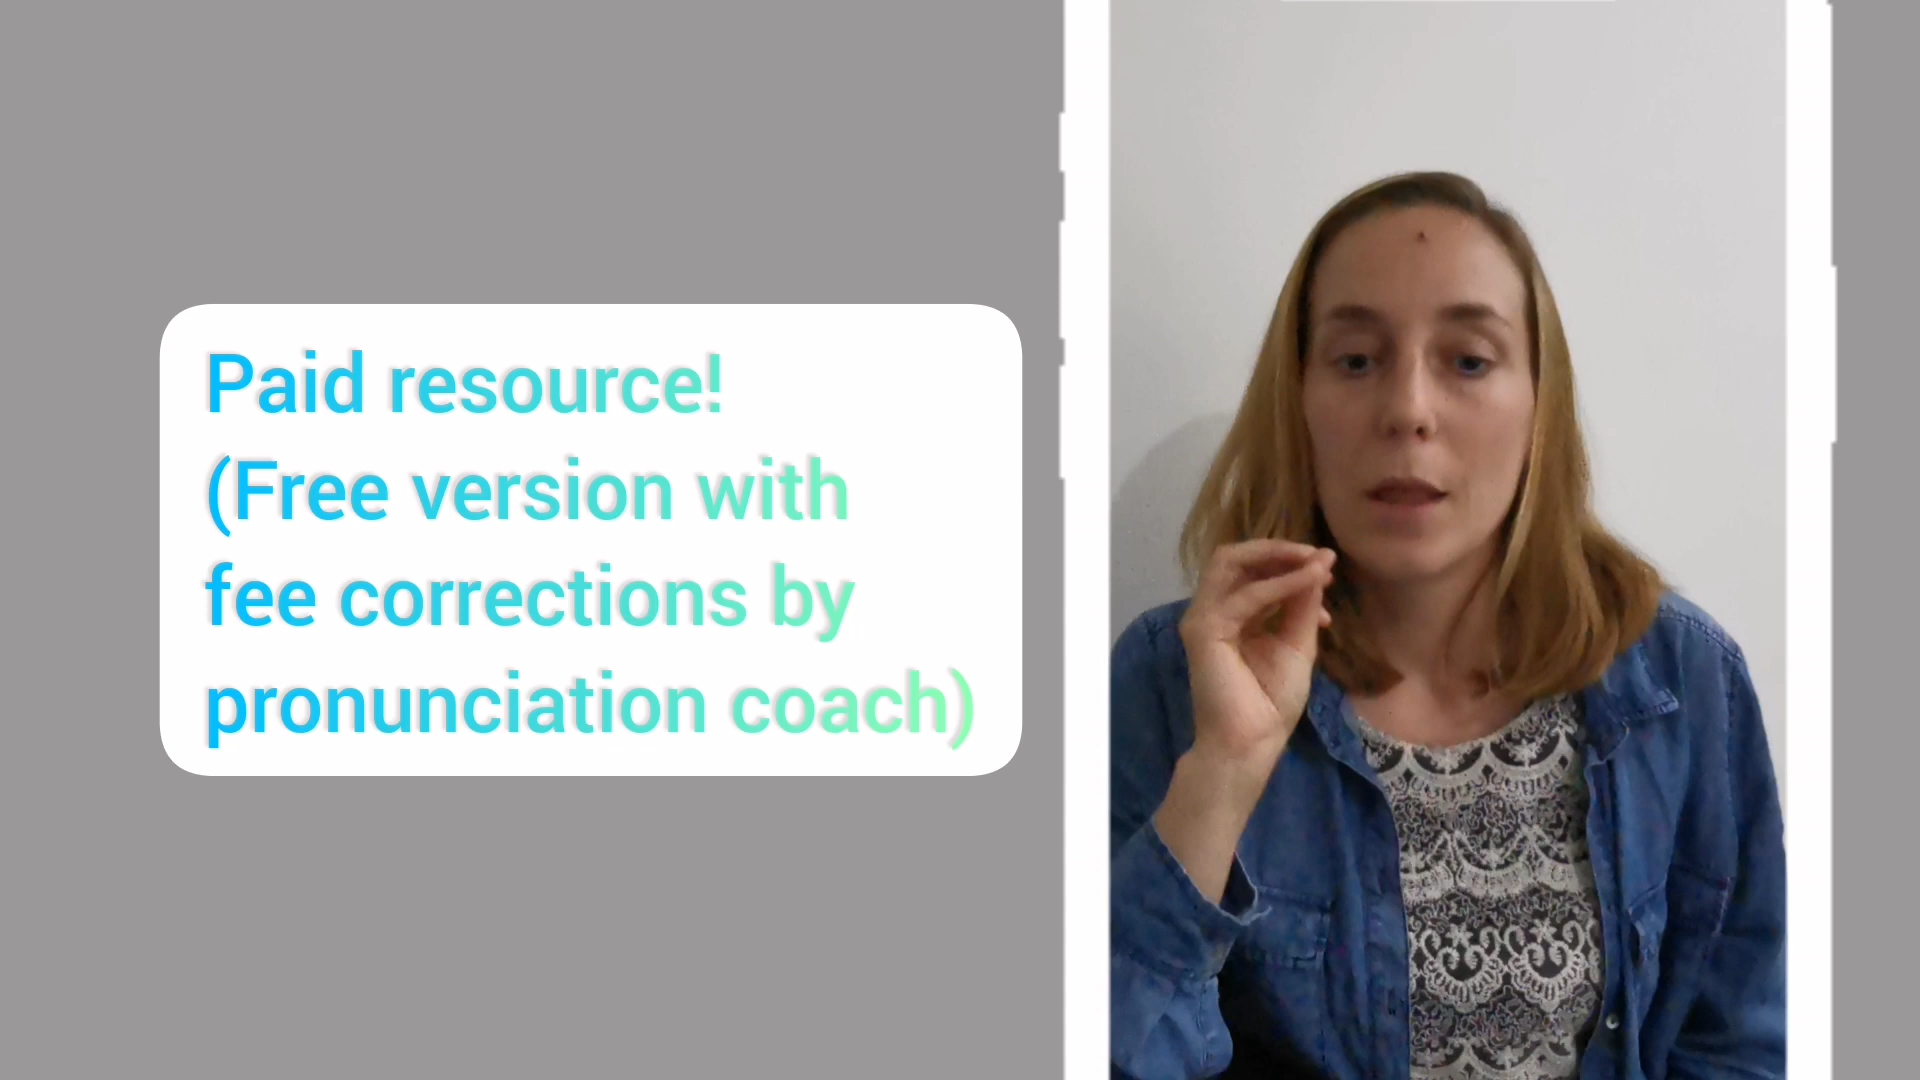 Paid resource!
(Free version with
fee corrections by
pronunciation coach)